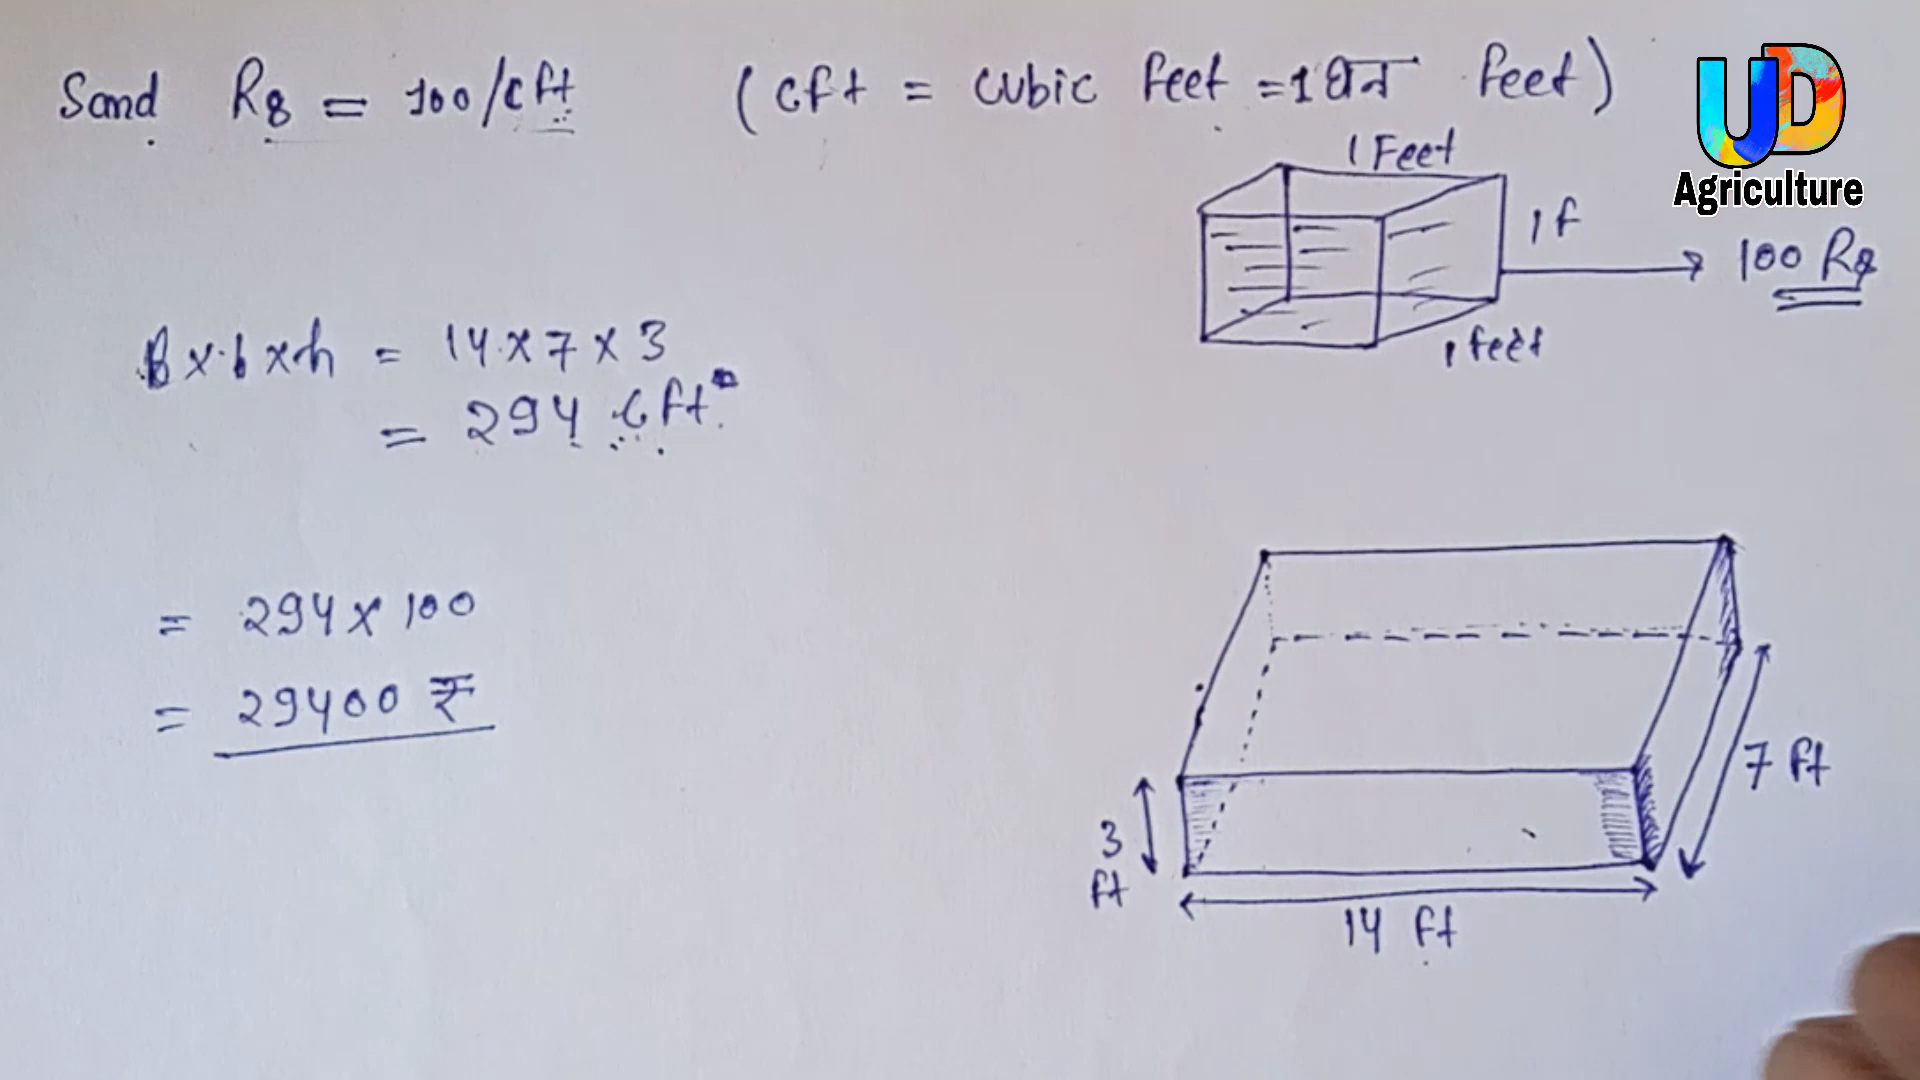 Sand Rs = 100/cft (cft = cubic feet = 1 घन feet)
UD
Agriculture
1 Feet
1 f
100 Rs
1 feet
l x b x h = 14 x 7 x 3
= 294 cft
= 294 x 100
= 29400 ₹
7 ft
3
ft
14 ft